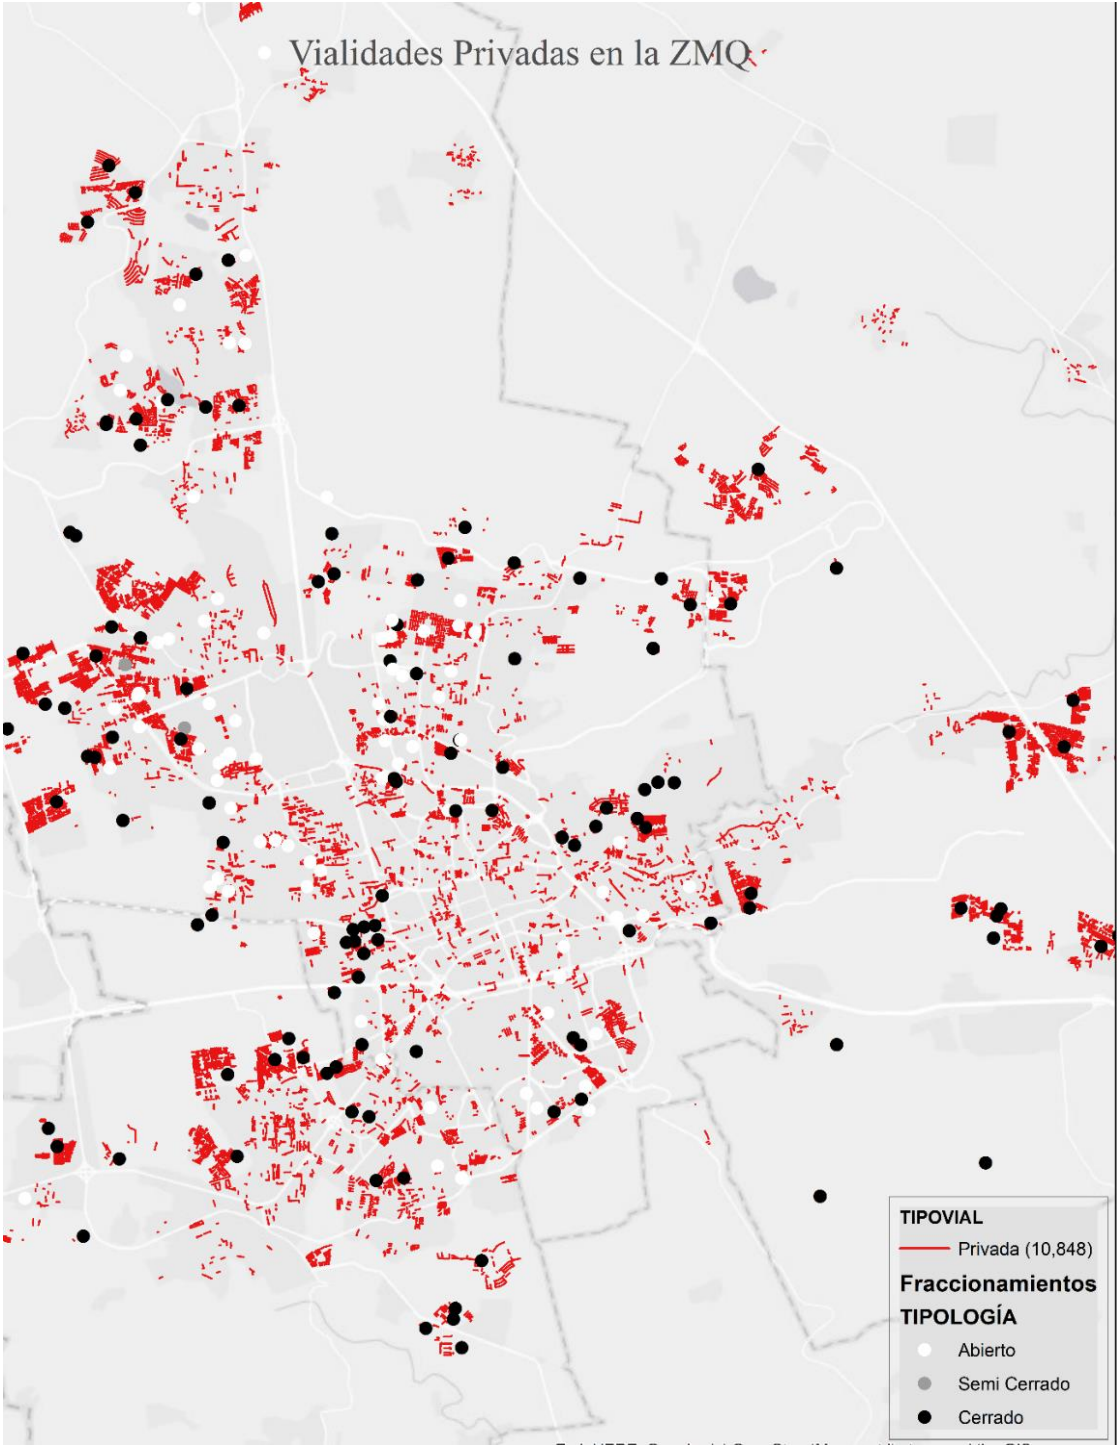 Vialidades Privadas en la ZMQ
TIPOVIAL
Privada (10,848)
Fraccionamientos
TIPOLOGÍA
Abierto
Semi Cerrado
Cerrado